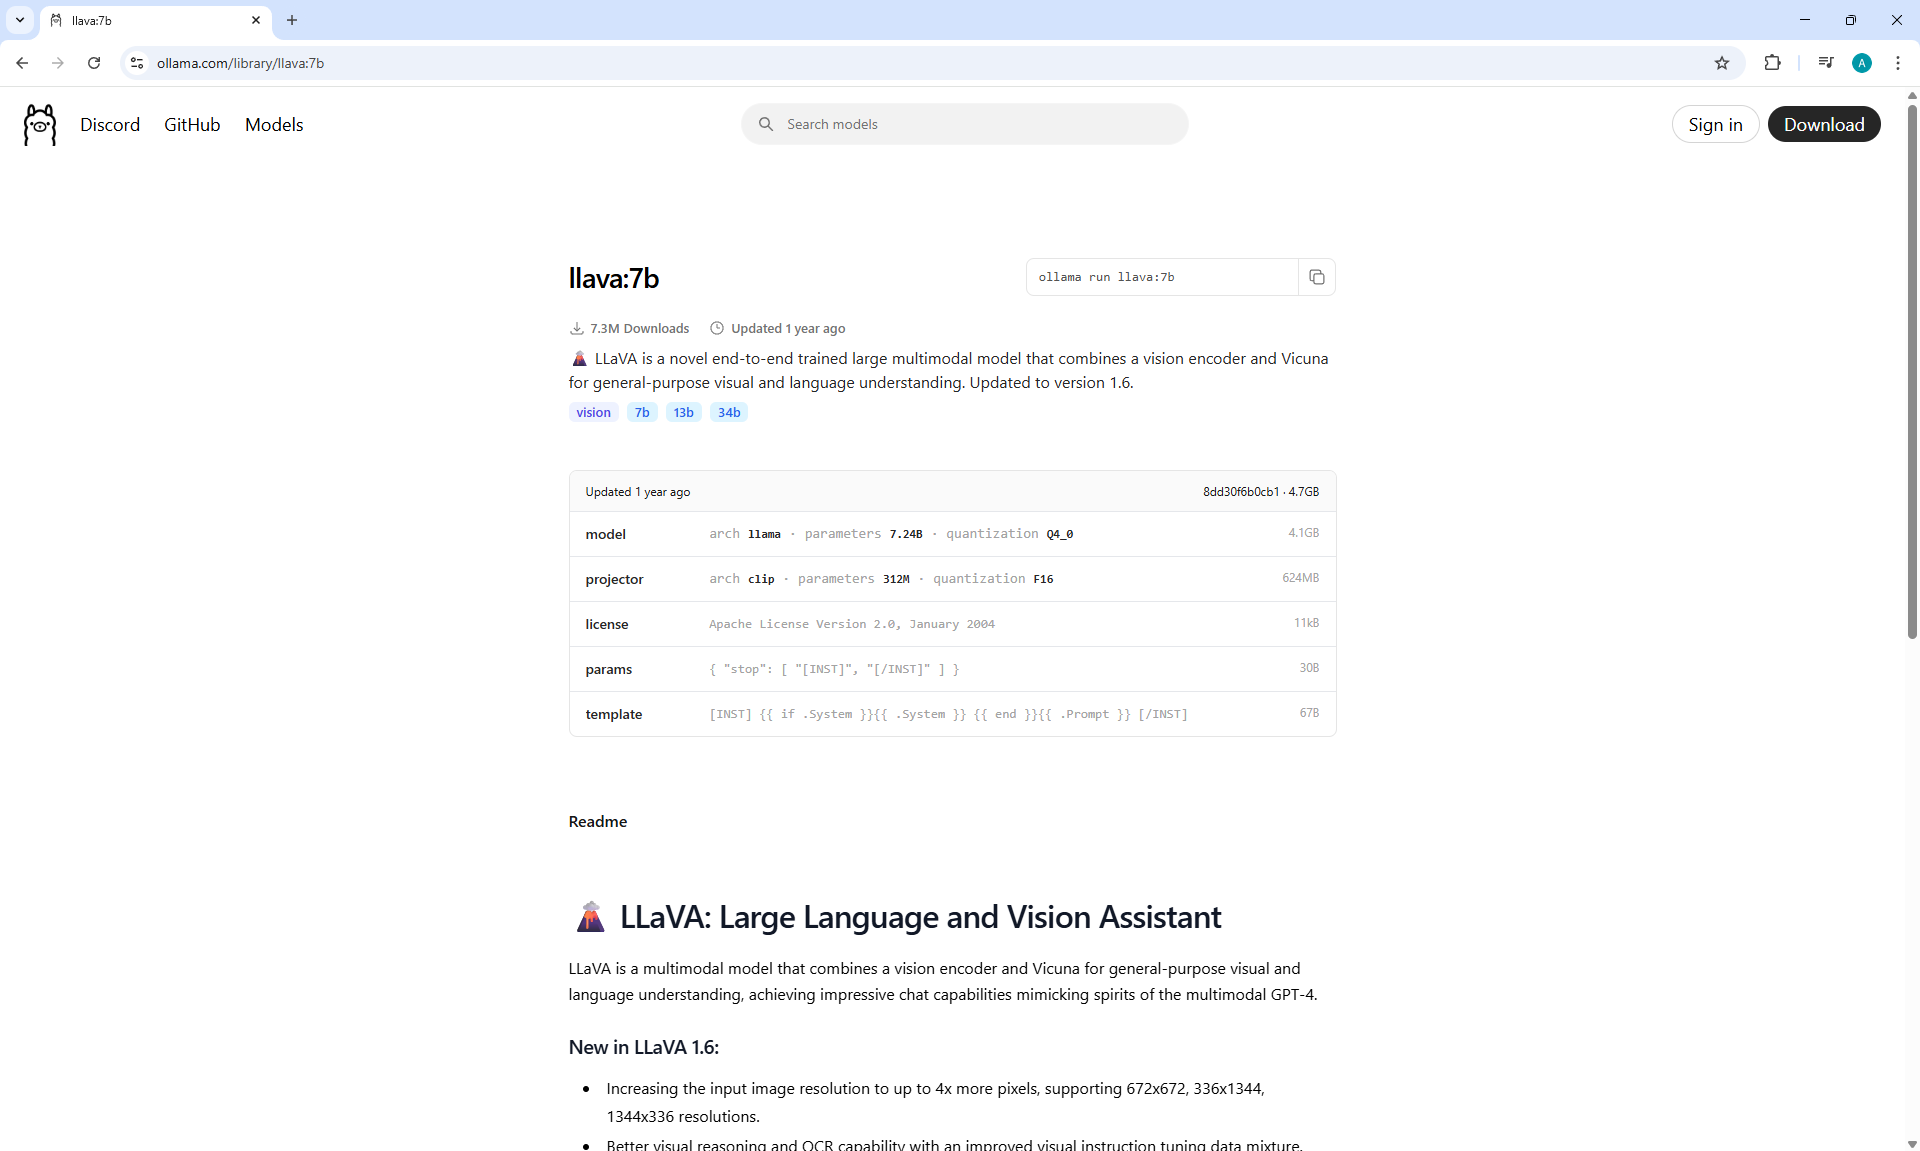 llava:7b
ollama.com/library/llava:7b
A
Discord
GitHub
Models
Search models
Sign in
Download
llava:7b
ollama run llava:7b
7.3M Downloads
Updated 1 year ago
🌋 LLaVA is a novel end-to-end trained large multimodal model that combines a vision encoder and Vicuna
for general-purpose visual and language understanding. Updated to version 1.6.
vision 7b 13b 34b
Updated 1 year ago 8dd30f6b0cb1 · 4.7GB
model arch llama · parameters 7.24B · quantization Q4_0 4.1GB
projector arch clip · parameters 312M · quantization F16 624MB
license Apache License Version 2.0, January 2004 11kB
params { "stop": [ "[INST]", "[/INST]" ] } 30B
template [INST] {{ if .System }}{{ .System }} {{ end }}{{ .Prompt }} [/INST] 67B
Readme
🌋 LLaVA: Large Language and Vision Assistant
LLaVA is a multimodal model that combines a vision encoder and Vicuna for general-purpose visual and
language understanding, achieving impressive chat capabilities mimicking spirits of the multimodal GPT-4.
New in LLaVA 1.6:
• Increasing the input image resolution to up to 4x more pixels, supporting 672x672, 336x1344,
1344x336 resolutions.
• Better visual reasoning and OCR capability with an improved visual instruction tuning data mixture.